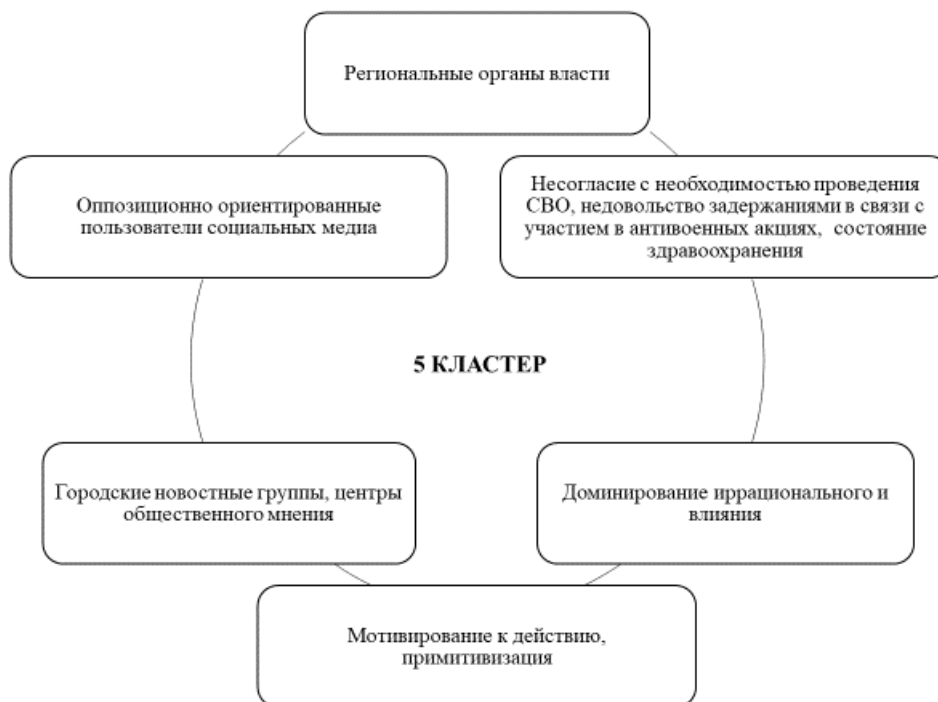 Региональные органы власти
Оппозиционно ориентированные
пользователи социальных медиа
Несогласие с необходимостью проведения
СВО, недовольство задержаниями в связи с
участием в антивоенных акциях, состояние
здравоохранения
5 КЛАСТЕР
Городские новостные группы, центры
общественного мнения
Доминирование иррационального и
влияния
Мотивирование к действию,
примитивизация